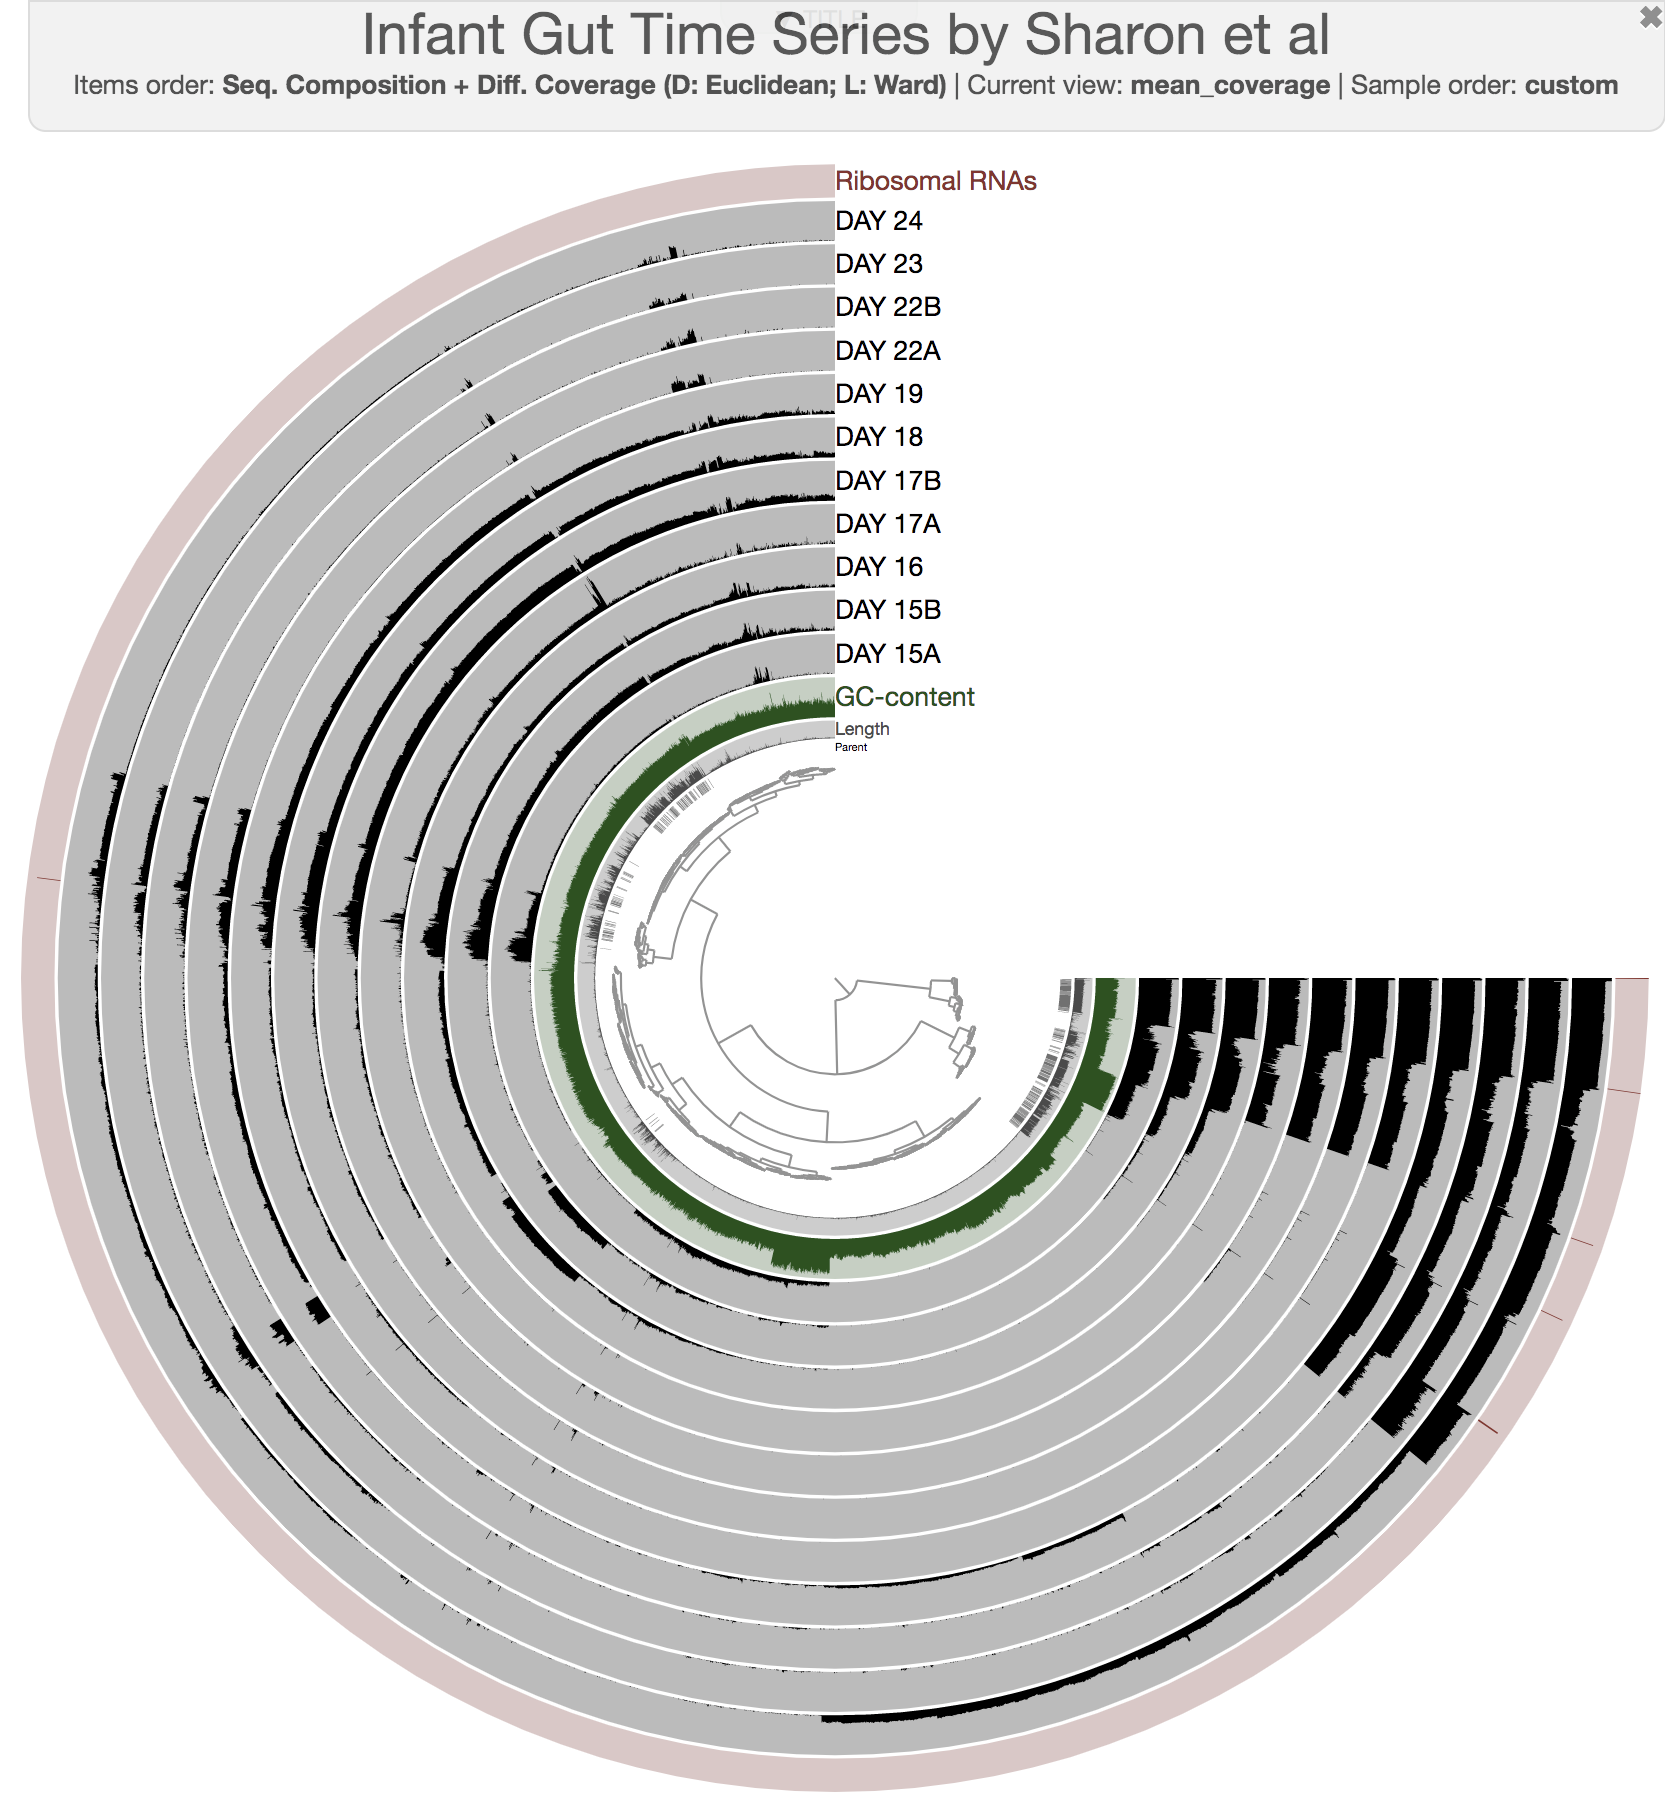 Infant Gut Time Series by Sharon et al
Items order: Seq. Composition + Diff. Coverage (D: Euclidean; L: Ward) | Current view: mean_coverage | Sample order: custom
Ribosomal RNAs
DAY 24
DAY 23
DAY 22B
DAY 22A
DAY 19
DAY 18
DAY 17B
DAY 17A
DAY 16
DAY 15B
DAY 15A
GC-content
Length
Parent